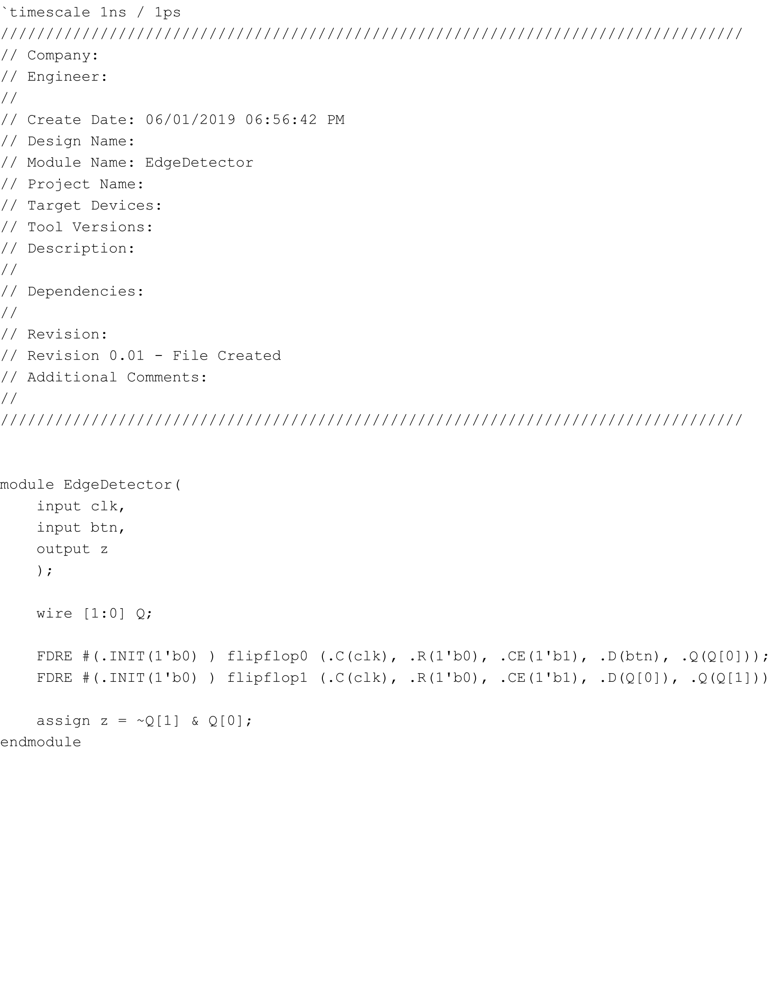 `timescale 1ns / 1ps
//////////////////////////////////////////////////////////////////////////////////
// Company:
// Engineer:
//
// Create Date: 06/01/2019 06:56:42 PM
// Design Name:
// Module Name: EdgeDetector
// Project Name:
// Target Devices:
// Tool Versions:
// Description:
//
// Dependencies:
//
// Revision:
// Revision 0.01 - File Created
// Additional Comments:
//
//////////////////////////////////////////////////////////////////////////////////
module EdgeDetector(
    input clk,
    input btn,
    output z
    );
    wire [1:0] Q;
    FDRE #(.INIT(1'b0) ) flipflop0 (.C(clk), .R(1'b0), .CE(1'b1), .D(btn), .Q(Q[0]));
    FDRE #(.INIT(1'b0) ) flipflop1 (.C(clk), .R(1'b0), .CE(1'b1), .D(Q[0]), .Q(Q[1]))
    assign z = ~Q[1] & Q[0];
endmodule